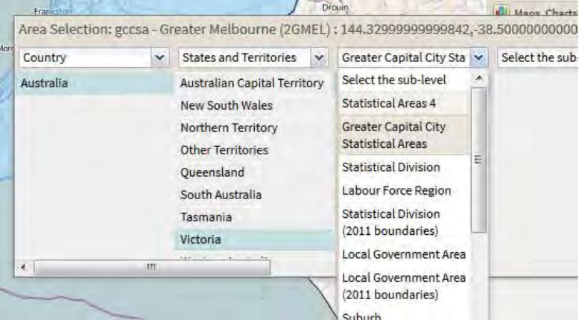 Frankston
Drouin
Maps, Charts
Area Selection: gccsa - Greater Melbourne (2GMEL) : 144.32999999999842,-38.50000000000
Country
States and Territories
Greater Capital City Sta
Select the sub-
Australia
Australian Capital Territory
New South Wales
Northern Territory
Other Territories
Queensland
South Australia
Tasmania
Victoria
Select the sub-level
Statistical Areas 4
Greater Capital City
Statistical Areas
Statistical Division
Labour Force Region
Statistical Division
(2011 boundaries)
Local Government Area
Local Government Area
(2011 boundaries)
Suburb